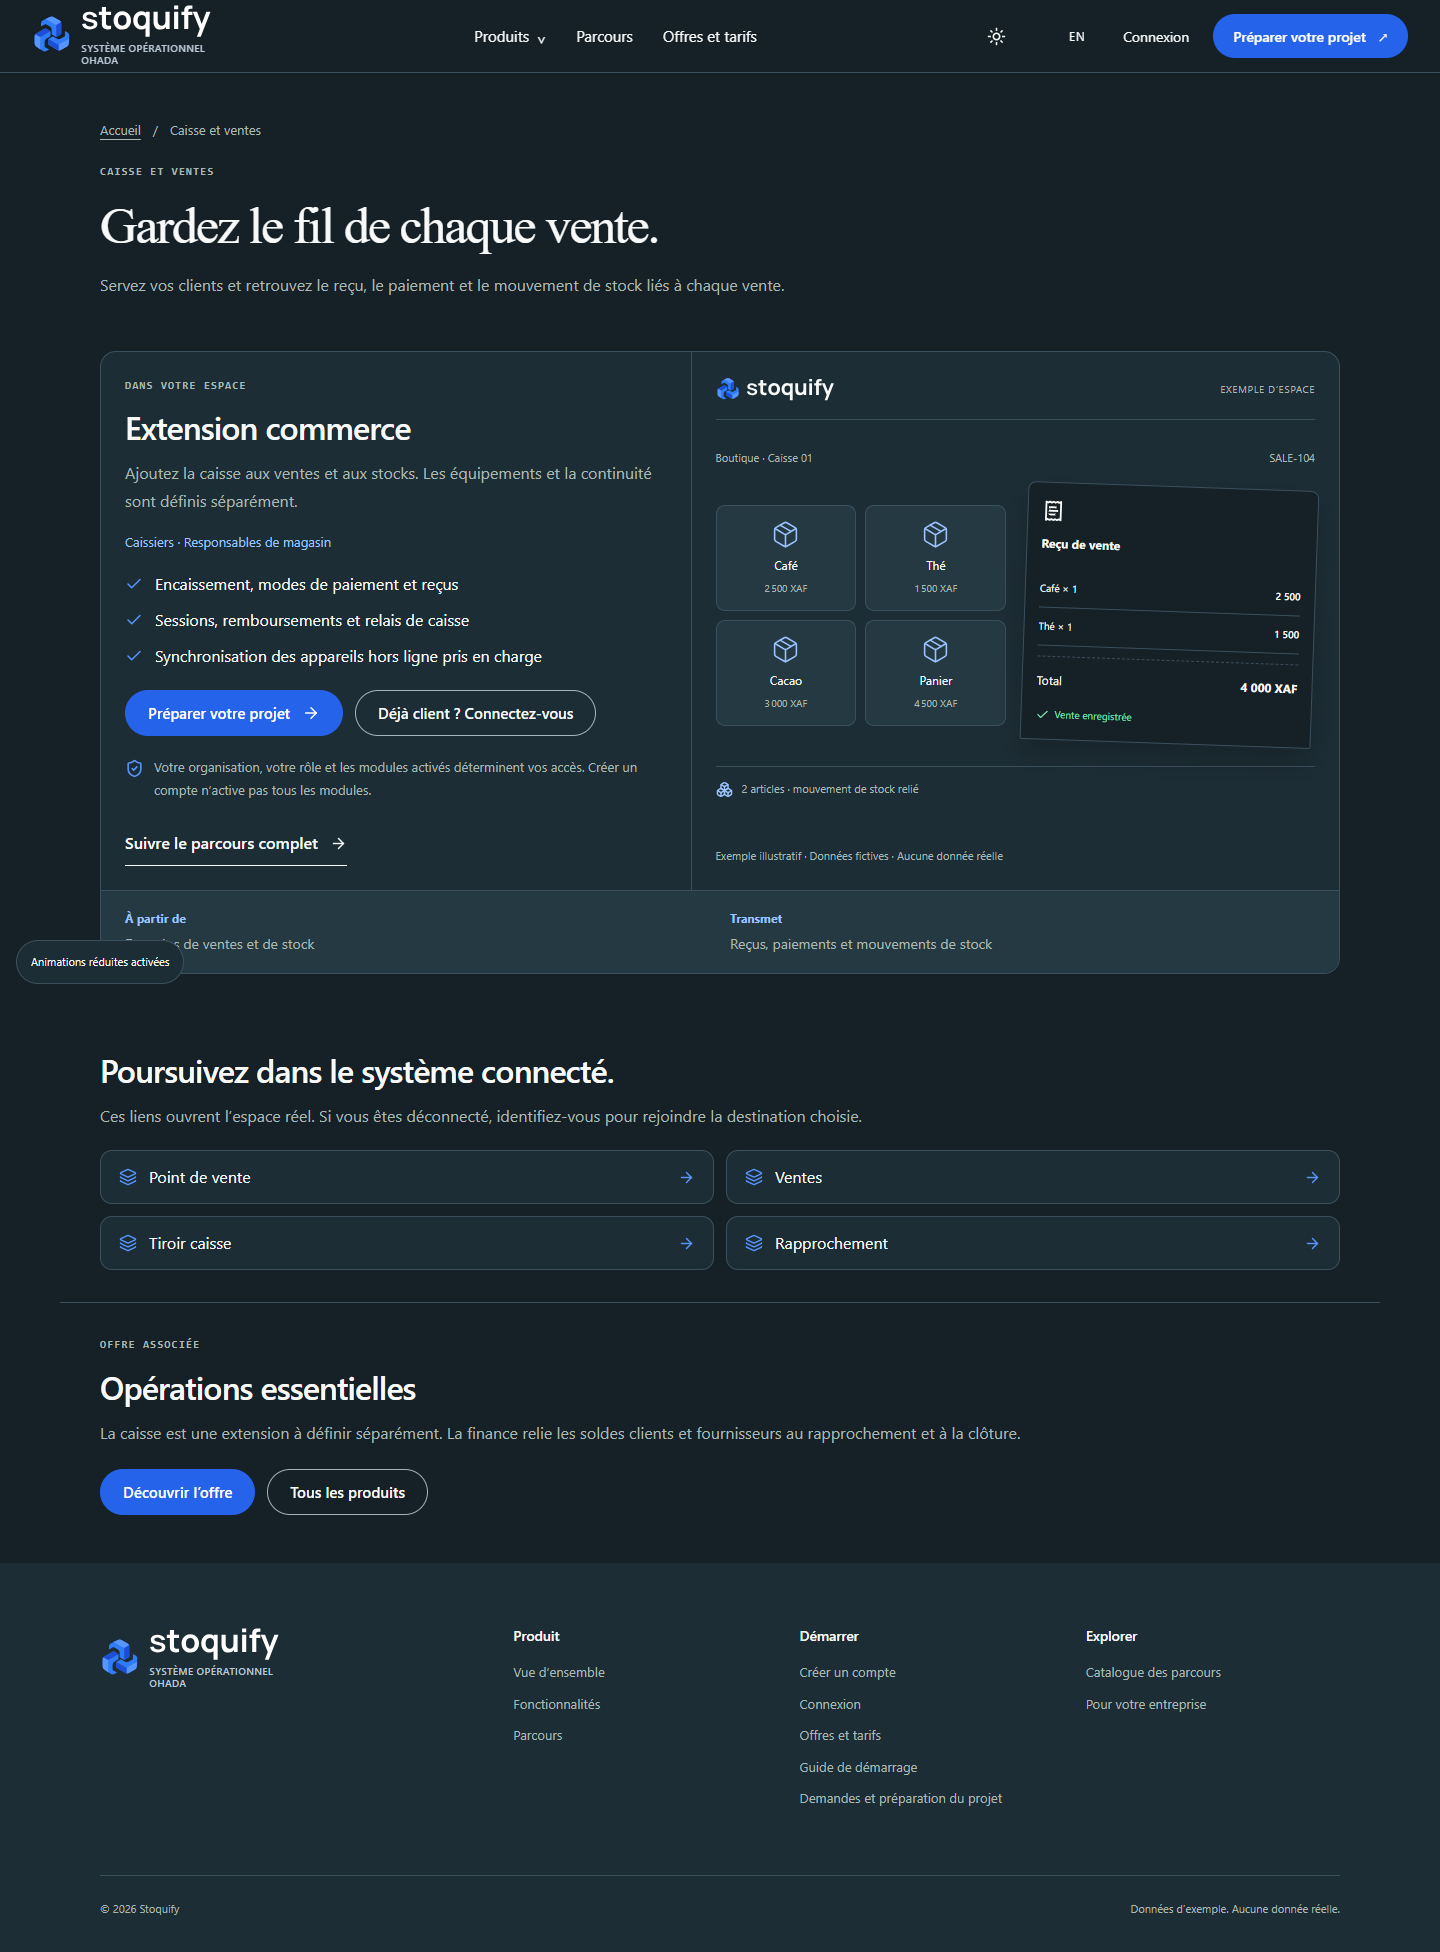 stoquify
SYSTÈME OPÉRATIONNEL
OHADA
Produits
Parcours
Offres et tarifs
EN
Connexion
Préparer votre projet
Accueil / Caisse et ventes
CAISSE ET VENTES
Gardez le fil de chaque vente.
Servez vos clients et retrouvez le reçu, le paiement et le mouvement de stock liés à chaque vente.
DANS VOTRE ESPACE
Extension commerce
Ajoutez la caisse aux ventes et aux stocks. Les équipements et la continuité
sont définis séparément.
Caissiers · Responsables de magasin
Encaissement, modes de paiement et reçus
Sessions, remboursements et relais de caisse
Synchronisation des appareils hors ligne pris en charge
Préparer votre projet
Déjà client ? Connectez-vous
Votre organisation, votre rôle et les modules activés déterminent vos accès. Créer un
compte n’active pas tous les modules.
Suivre le parcours complet
stoquify
EXEMPLE D’ESPACE
Boutique · Caisse 01
SALE-104
Café
2 500 XAF
Thé
1 500 XAF
Cacao
3 000 XAF
Panier
4 500 XAF
Reçu de vente
Café × 1
2 500
Thé × 1
1 500
Total
4 000 XAF
Vente enregistrée
2 articles · mouvement de stock relié
Exemple illustratif · Données fictives · Aucune donnée réelle
À partir de
de ventes et de stock
Transmet
Reçus, paiements et mouvements de stock
Animations réduites activées
Poursuivez dans le système connecté.
Ces liens ouvrent l’espace réel. Si vous êtes déconnecté, identifiez-vous pour rejoindre la destination choisie.
Point de vente
Ventes
Tiroir caisse
Rapprochement
OFFRE ASSOCIÉE
Opérations essentielles
La caisse est une extension à définir séparément. La finance relie les soldes clients et fournisseurs au rapprochement et à la clôture.
Découvrir l’offre
Tous les produits
stoquify
SYSTÈME OPÉRATIONNEL
OHADA
Produit
Vue d’ensemble
Fonctionnalités
Parcours
Démarrer
Créer un compte
Connexion
Offres et tarifs
Guide de démarrage
Demandes et préparation du projet
Explorer
Catalogue des parcours
Pour votre entreprise
© 2026 Stoquify
Données d’exemple. Aucune donnée réelle.